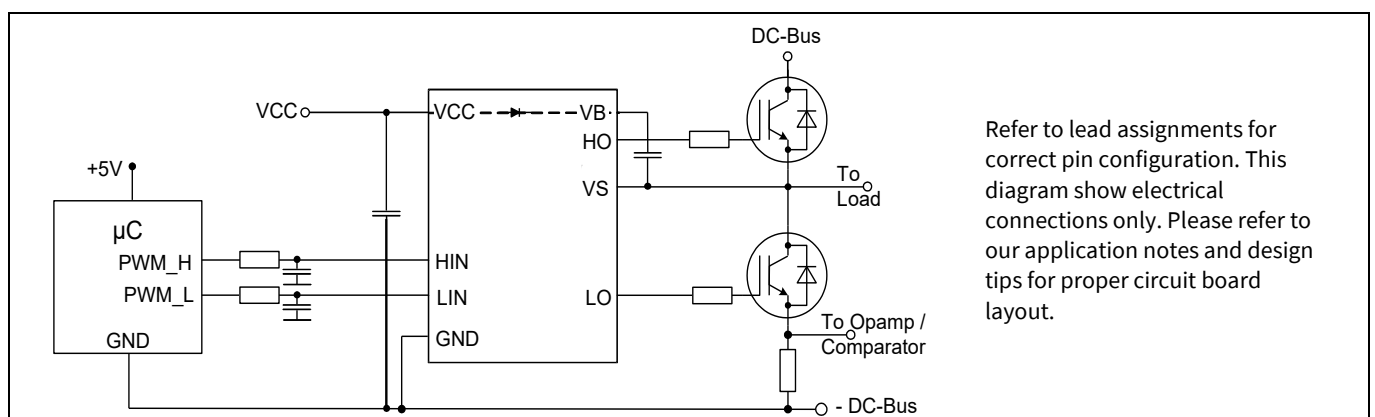 DC-Bus
VCC
VCC
VB
HO
+5V
VS
To
Load
µC
PWM_H
HIN
PWM_L
LIN
LO
GND
GND
To Opamp /
Comparator
- DC-Bus
Refer to lead assignments for
correct pin configuration. This
diagram show electrical
connections only. Please refer to
our application notes and design
tips for proper circuit board
layout.